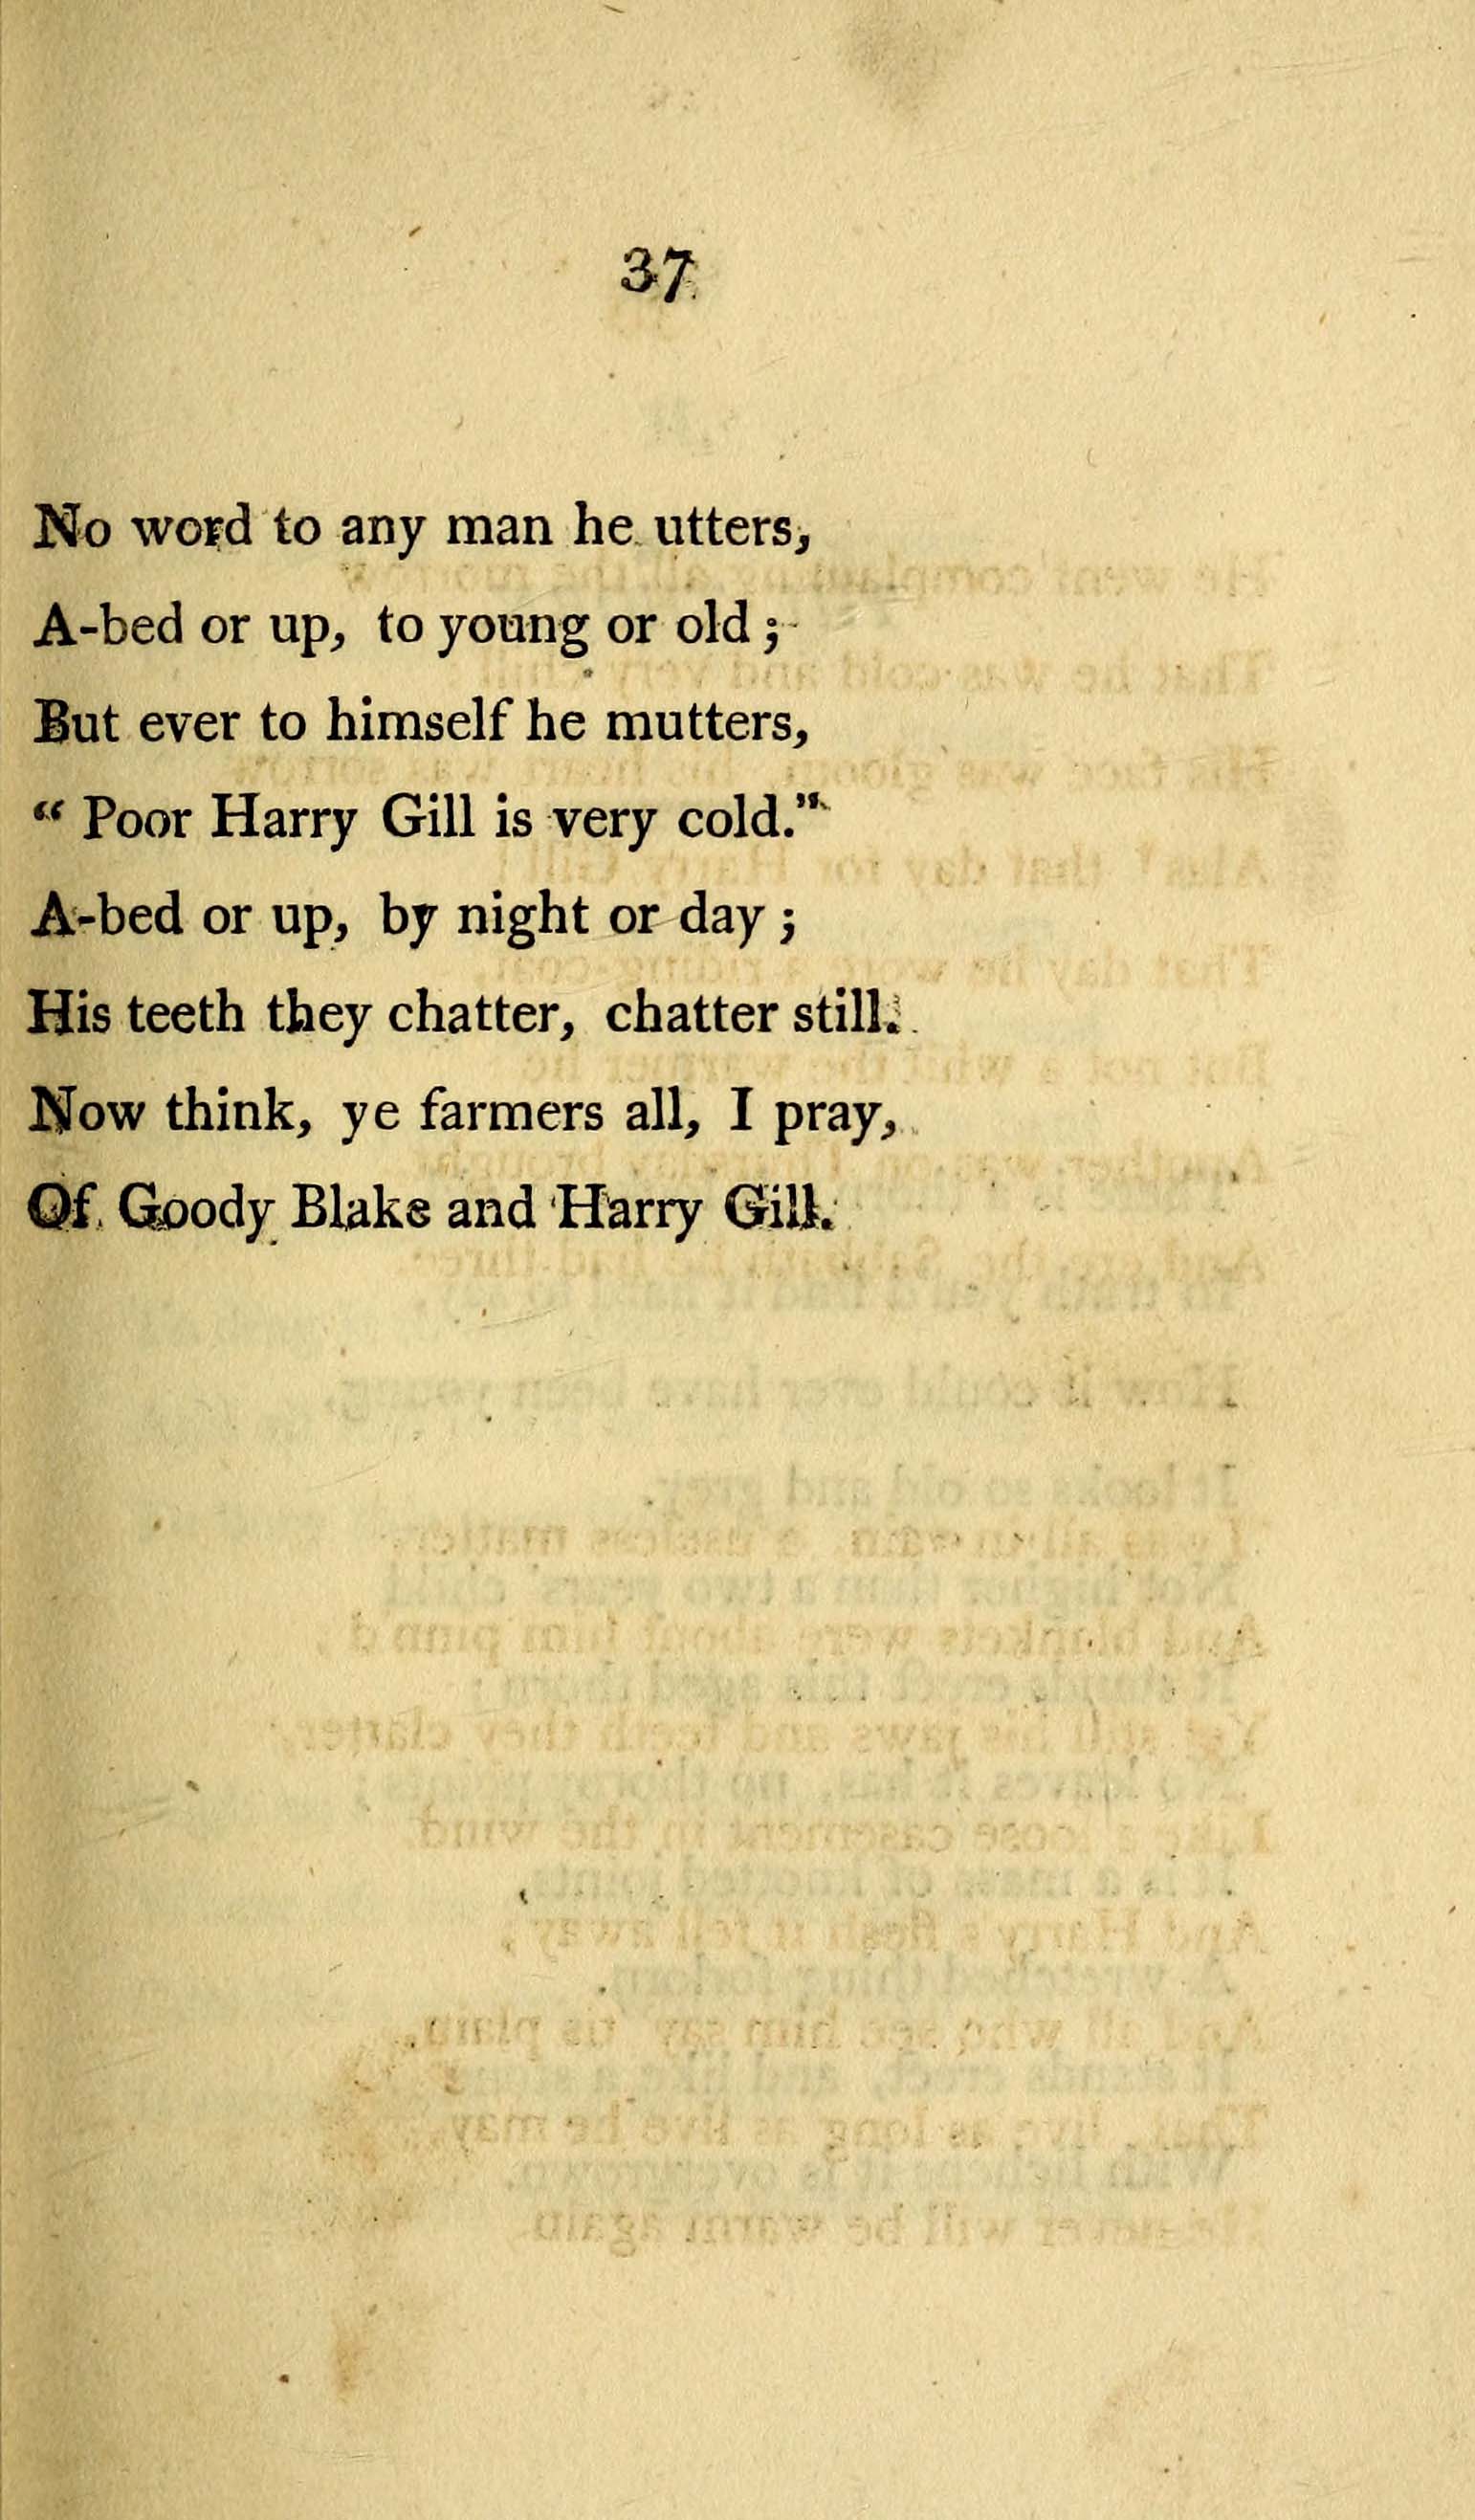 37
No word to any man he utters,
A-bed or up, to young or old ;
But ever to himself he mutters,
“ Poor Harry Gill is very cold.”
A-bed or up, by night or day ;
His teeth they chatter, chatter still.
Now think, ye farmers all, I pray,
Of Goody Blake and Harry Gill.